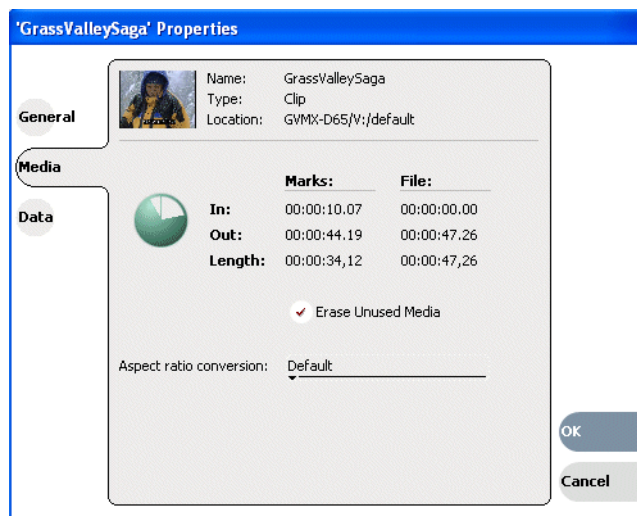 'GrassValleySaga' Properties
General
Media
Data
Name: GrassValleySaga
Type: Clip
Location: GVMX-D65/V:/default
Marks: File:
In: 00:00:10.07 00:00:00.00
Out: 00:00:44.19 00:00:47.26
Length: 00:00:34,12 00:00:47,26
Erase Unused Media
Aspect ratio conversion: Default
OK
Cancel